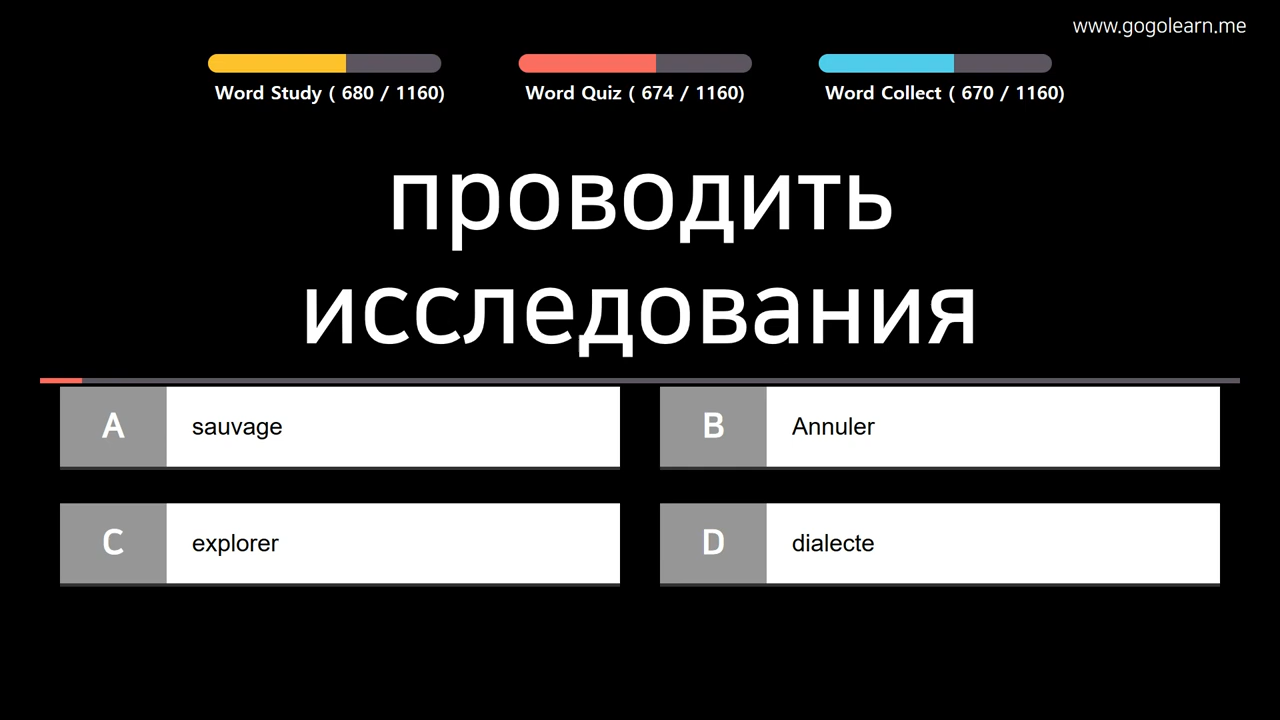 www.gogolearn.me
Word Study ( 680 / 1160)
Word Quiz ( 674 / 1160)
Word Collect ( 670 / 1160)
проводить
исследования
A sauvage
B Annuler
C explorer
D dialecte